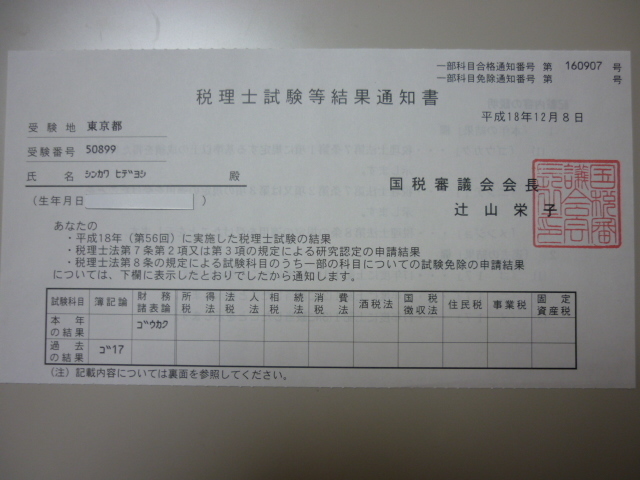 一部科目合格通知番号 第 160907 号
一部科目免除通知番号 第 号
税理士試験等結果通知書
平成18年12月8日
受験地 東京都
受験番号 50899
氏名 シンカワ ヒデヨシ 殿
(生年月日 )
国税審議会会長
辻山栄子
国税審議会会長之印
あなたの
・平成18年(第56回)に実施した税理士試験の結果
・税理士法第7条第2項又は第3項の規定による研究認定の申請結果
・税理士法第8条の規定による試験科目のうち一部の科目についての試験免除の申請結果
については、下欄に表示したとおりでしたから通知します。
試験科目 簿記論 財務諸表論 所得税法 法人税法 相続税法 消費税法 酒税法 国税徴収法 住民税 事業税 固定資産税
本年の結果 ゴウカク
過去の結果 ゴ17
(注)記載内容については裏面を参照してください。